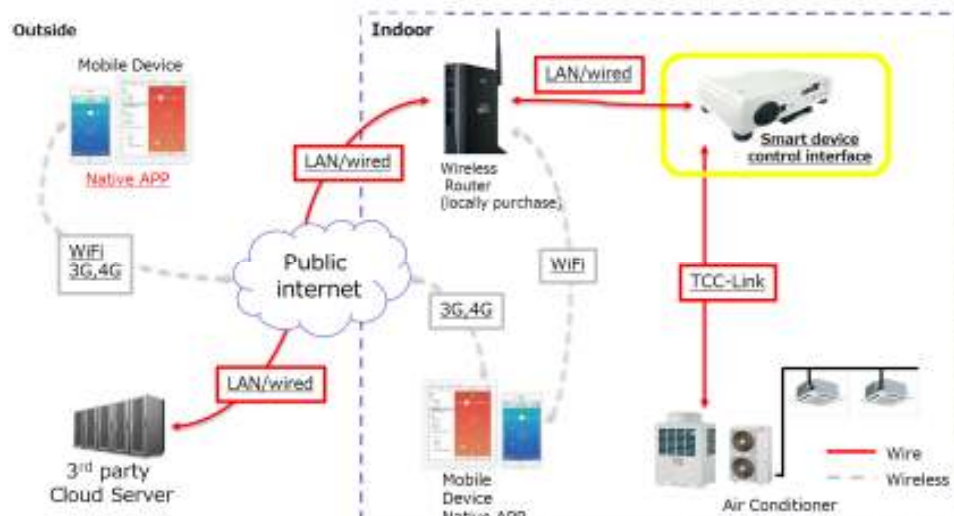 Outside
Mobile Device
Native APP
WiFi
3G,4G
Public
internet
LAN/wired
LAN/wired
3rd party
Cloud Server
Indoor
Wireless
Router
(locally purchase)
LAN/wired
Smart device
control interface
WiFi
3G,4G
TCC-Link
Mobile
Device
Native APP
Air Conditioner
Wire
Wireless